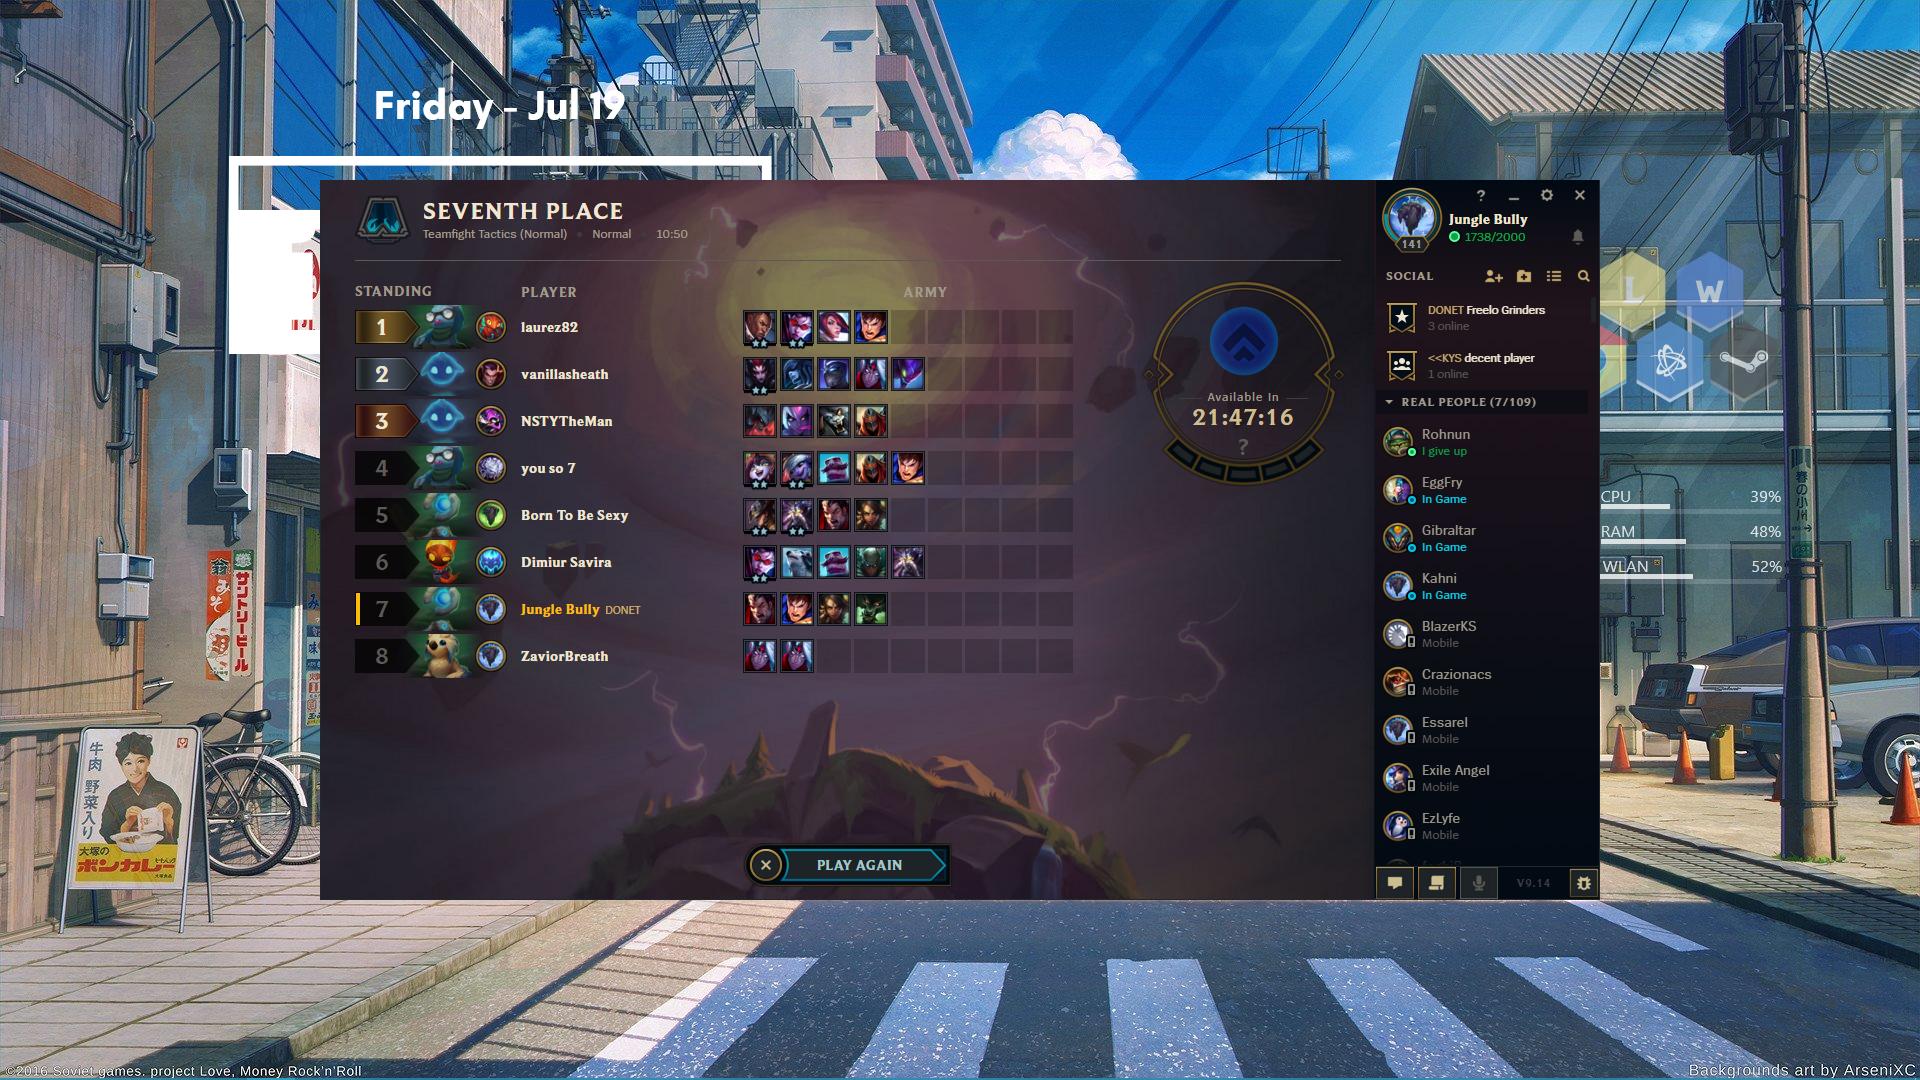 Friday - Jul 19
SEVENTH PLACE
Teamfight Tactics (Normal) • Normal • 10:50
STANDING PLAYER ARMY
1 laurez82
2 vanillasheath
3 NSTYTheMan
4 you so 7
5 Born To Be Sexy
6 Dimiur Savira
7 Jungle Bully DONET
8 ZaviorBreath
Available In
21:47:16
?
PLAY AGAIN
?
Jungle Bully
1738/2000
141
SOCIAL
DONET Freelo Grinders
3 online
<<KYS decent player
1 online
REAL PEOPLE (7/109)
Rohnun
I give up
EggFry
In Game
Gibraltar
In Game
Kahni
In Game
BlazerKS
Mobile
Crazionacs
Mobile
Essarel
Mobile
Exile Angel
Mobile
EzLyfe
Mobile
V9.14
L W
CPU 39%
RAM 48%
WLAN 52%
春の小川
サントリービール
牛肉
野菜入り
大塚の
ボンカレー
©2016 Soviet games. project Love, Money Rock'n'Roll
Backgrounds art by ArseniXC